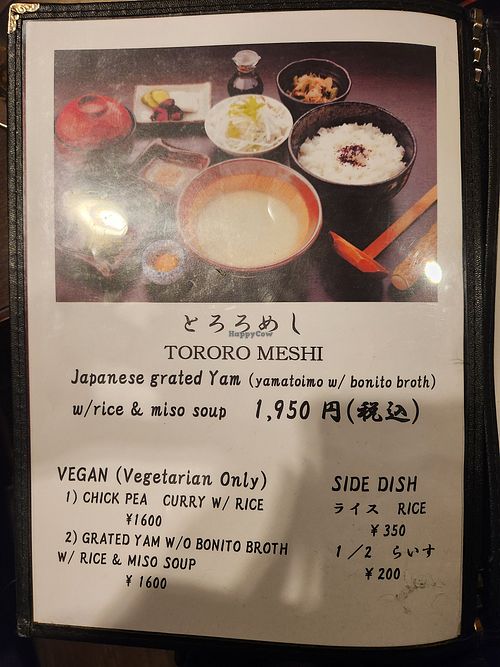 とろろめし
HappyCow
TORORO MESHI
Japanese grated Yam (yamatoimo w/ bonito broth)
w/rice & miso soup 1,950 円(税込)
VEGAN (Vegetarian Only)
1) CHICK PEA CURRY W/ RICE
¥1600
2) GRATED YAM W/O BONITO BROTH
W/ RICE & MISO SOUP
¥ 1600
SIDE DISH
ライス RICE
¥ 350
1／2 らいす
¥ 200